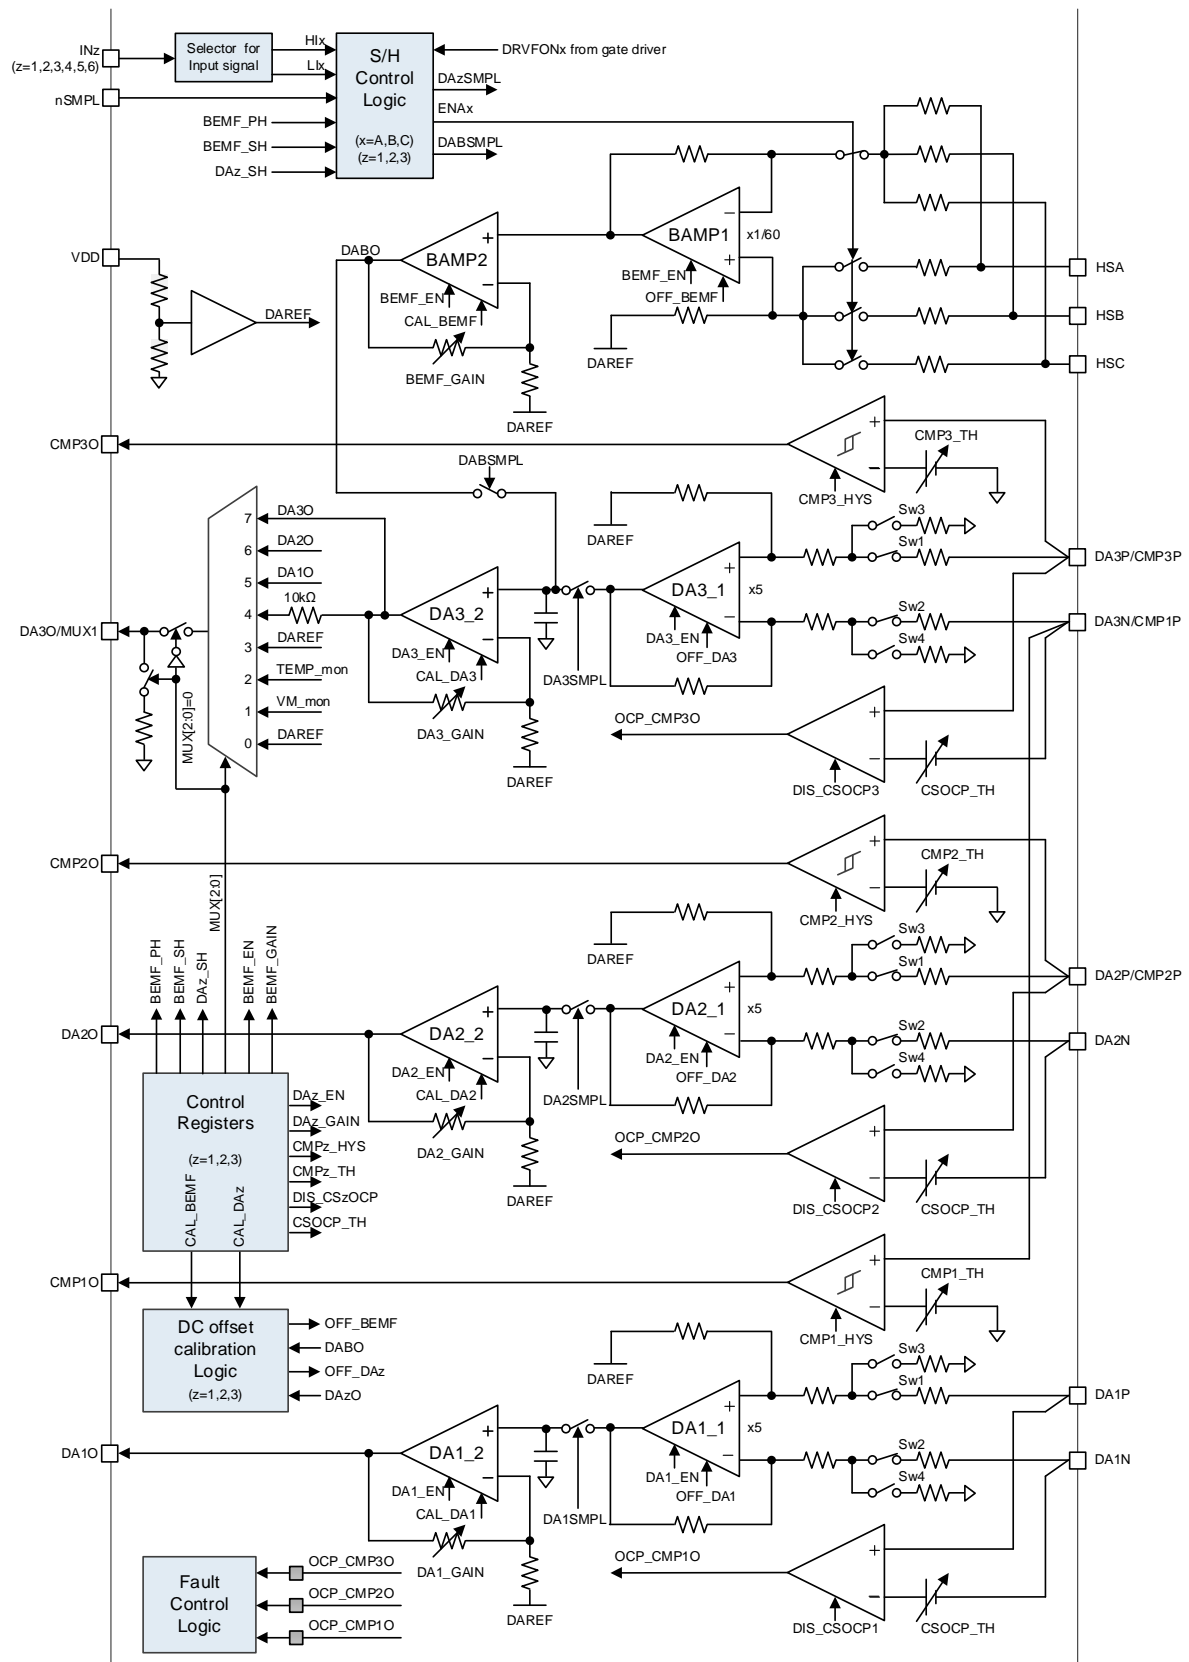 INz
(z=1,2,3,4,5,6)
Selector for
Input signal
HIx
LIx
S/H
Control
Logic
(x=A,B,C)
(z=1,2,3)
DRVFONx from gate driver
DAzSMPL
ENAx
DABSMPL
nSMPL
BEMF_PH
BEMF_SH
DAz_SH
VDD
DAREF
DABO
BAMP2
+
−
BEMF_EN
CAL_BEMF
BEMF_GAIN
DAREF
BAMP1
−
+
x1/60
BEMF_EN
OFF_BEMF
DAREF
HSA
HSB
HSC
CMP3O
+
−
CMP3_TH
CMP3_HYS
DABSMPL
DAREF
Sw3
Sw1
DA3P/CMP3P
7
DA3O
6
DA2O
5
DA1O
4
10kΩ
3
DAREF
2
TEMP_mon
1
VM_mon
0
DAREF
DA3O/MUX1
MUX[2:0]=0
DA3_2
+
−
DA3_EN
CAL_DA3
DA3_GAIN
DAREF
DA3SMPL
DA3_1
+
−
x5
DA3_EN
OFF_DA3
Sw2
Sw4
DA3N/CMP1P
OCP_CMP3O
+
−
DIS_CSOCP3
CSOCP_TH
CMP2O
+
−
CMP2_TH
CMP2_HYS
MUX[2:0]
BEMF_PH
BEMF_SH
DAz_SH
BEMF_EN
BEMF_GAIN
DAREF
Sw3
Sw1
DA2P/CMP2P
DA2O
DA2_2
+
−
DA2_EN
CAL_DA2
DA2_GAIN
DAREF
DA2SMPL
DA2_1
+
−
x5
DA2_EN
OFF_DA2
Sw2
Sw4
DA2N
Control
Registers
(z=1,2,3)
CAL_BEMF
CAL_DAz
DAz_EN
DAz_GAIN
CMPz_HYS
CMPz_TH
DIS_CSzOCP
CSOCP_TH
OCP_CMP2O
+
−
DIS_CSOCP2
CSOCP_TH
CMP1O
+
−
CMP1_TH
CMP1_HYS
DC offset
calibration
Logic
(z=1,2,3)
OFF_BEMF
DABO
OFF_DAz
DAzO
DAREF
Sw3
Sw1
DA1P
DA1O
DA1_2
+
−
DA1_EN
CAL_DA1
DA1_GAIN
DAREF
DA1SMPL
DA1_1
+
−
x5
DA1_EN
OFF_DA1
Sw2
Sw4
DA1N
OCP_CMP1O
+
−
DIS_CSOCP1
CSOCP_TH
Fault
Control
Logic
OCP_CMP3O
OCP_CMP2O
OCP_CMP1O